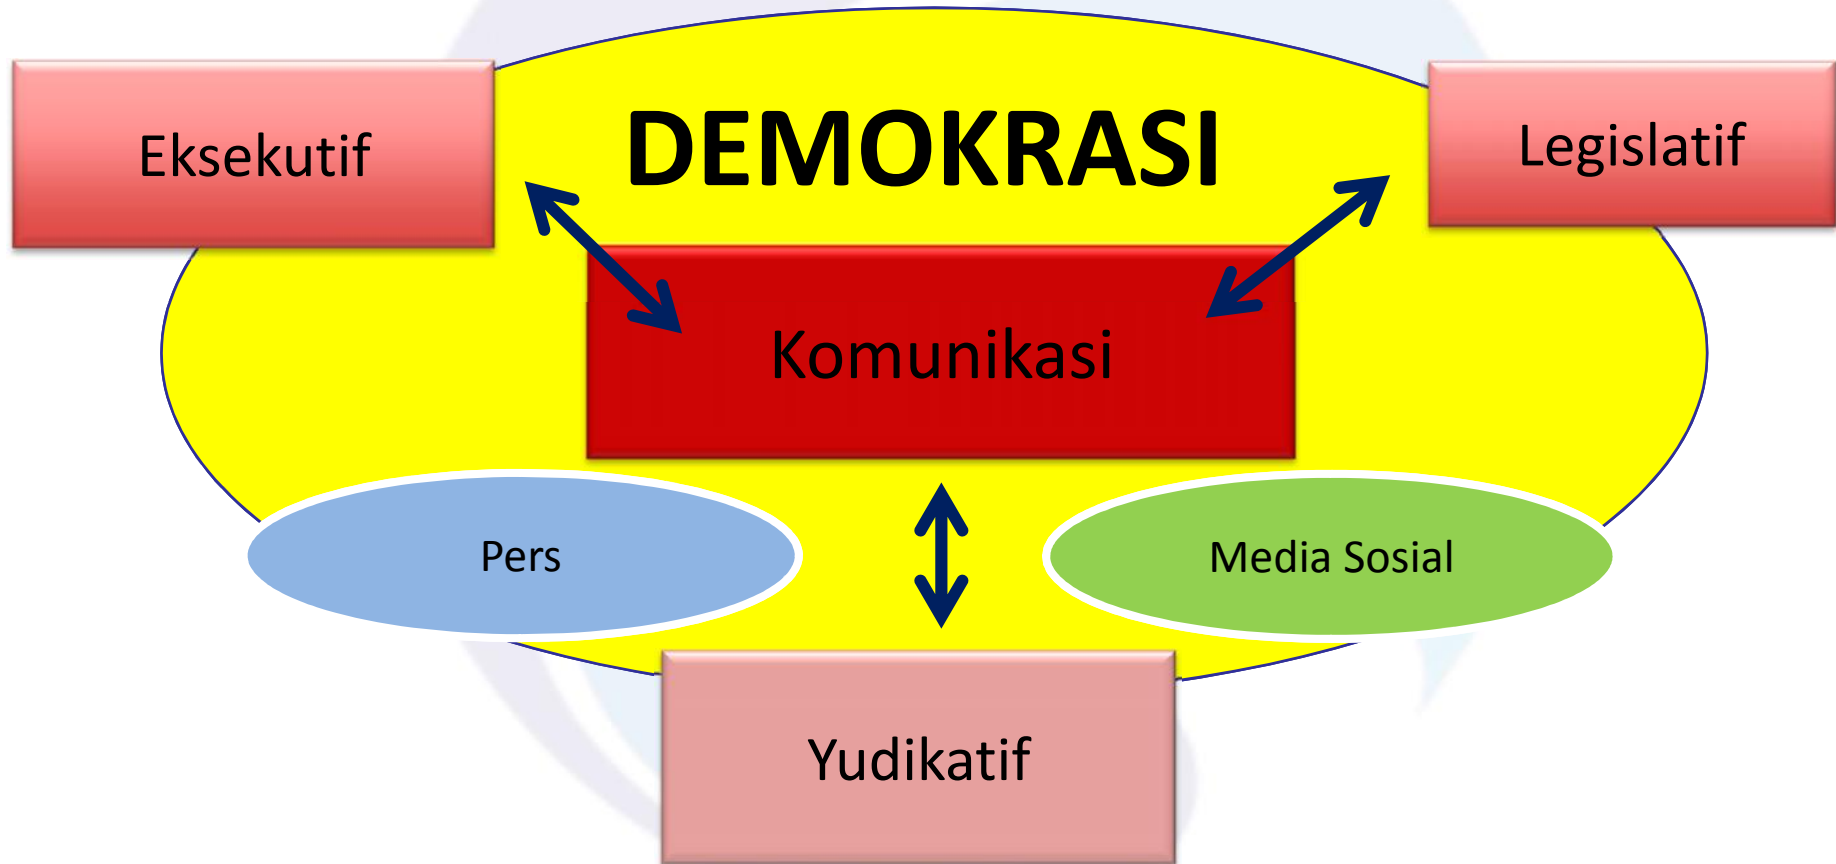 DEMOKRASI
Eksekutif
Legislatif
Komunikasi
Pers
Media Sosial
Yudikatif